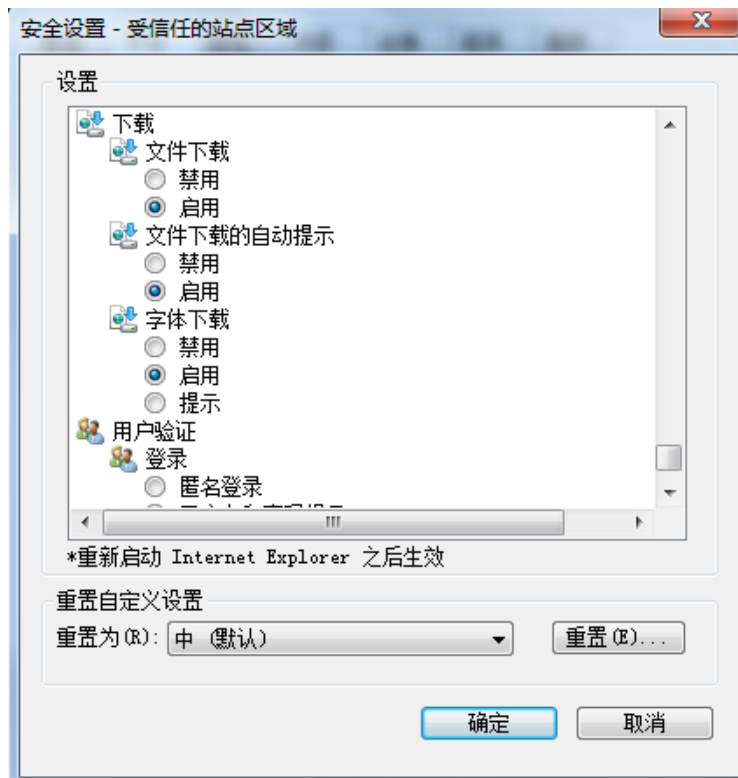 安全设置 - 受信任的站点区域
设置
下载
文件下载
禁用
启用
文件下载的自动提示
禁用
启用
字体下载
禁用
启用
提示
用户验证
登录
匿名登录
*重新启动 Internet Explorer 之后生效
重置自定义设置
重置为(R): 中 (默认) 重置(E)...
确定 取消